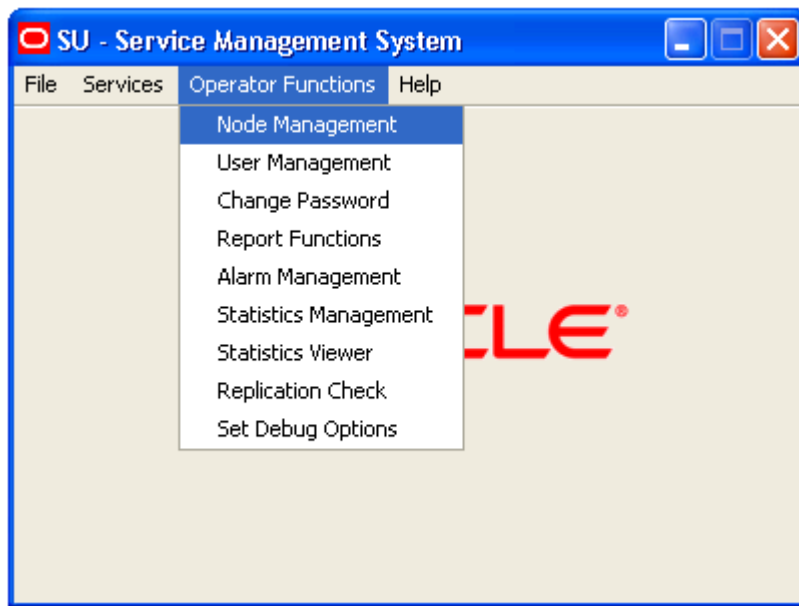 SU - Service Management System
File Services Operator Functions Help
Node Management
User Management
Change Password
Report Functions
Alarm Management
Statistics Management
Statistics Viewer
Replication Check
Set Debug Options
CLE®